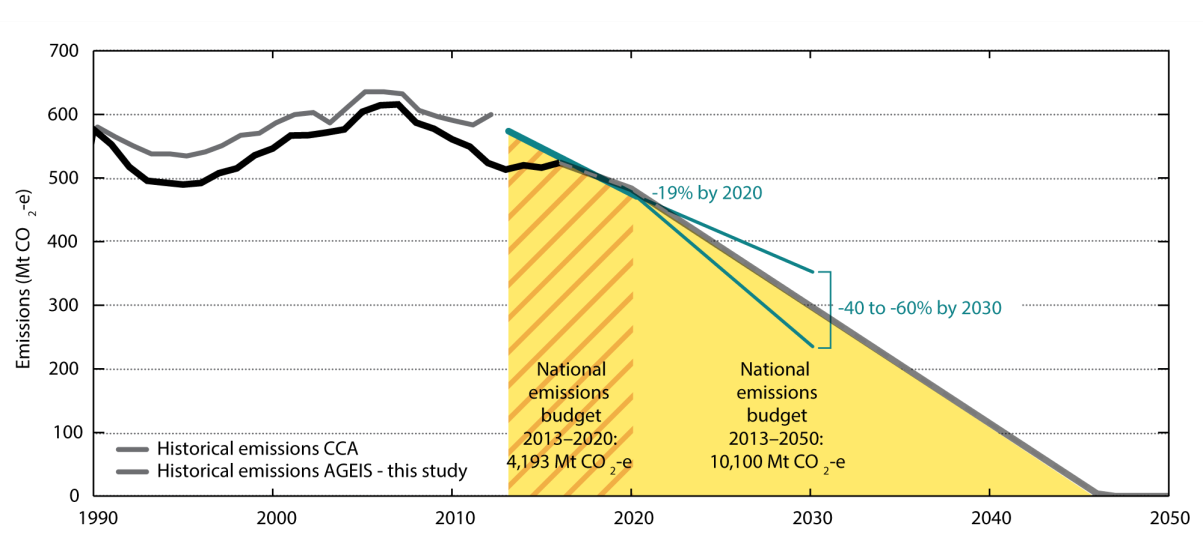 700
600
500
400
300
200
100
0
Emissions (Mt CO 2-e)
1990
2000
2010
2020
2030
2040
2050
-19% by 2020
-40 to -60% by 2030
National
emissions
budget
2013–2020:
4,193 Mt CO 2-e
National
emissions
budget
2013–2050:
10,100 Mt CO 2-e
Historical emissions CCA
Historical emissions AGEIS - this study